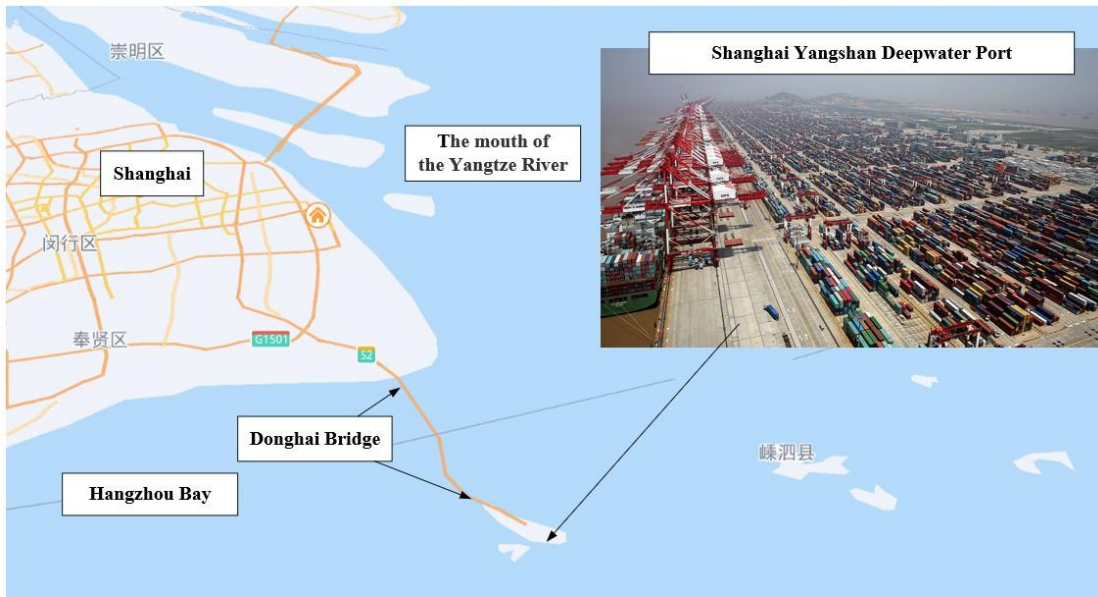 崇明区
Shanghai Yangshan Deepwater Port
The mouth of
the Yangtze River
Shanghai
闵行区
奉贤区
G1501
S2
Donghai Bridge
嵊泗县
Hangzhou Bay